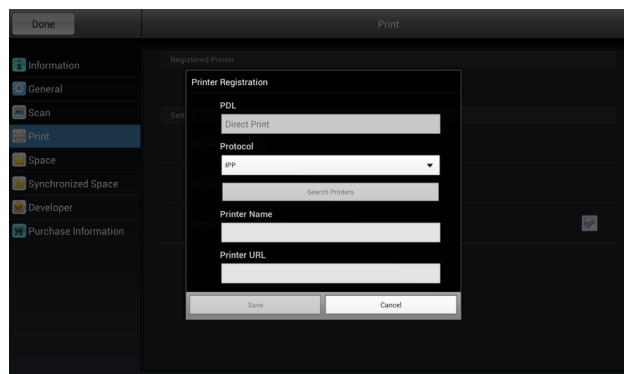 Done
Print
Information
General
Scan
Print
Space
Synchronized Space
Developer
Purchase Information
Registered Printer
Sett
Printer Registration
PDL
Direct Print
Protocol
IPP
Search Printers
Printer Name
Printer URL
Save
Cancel